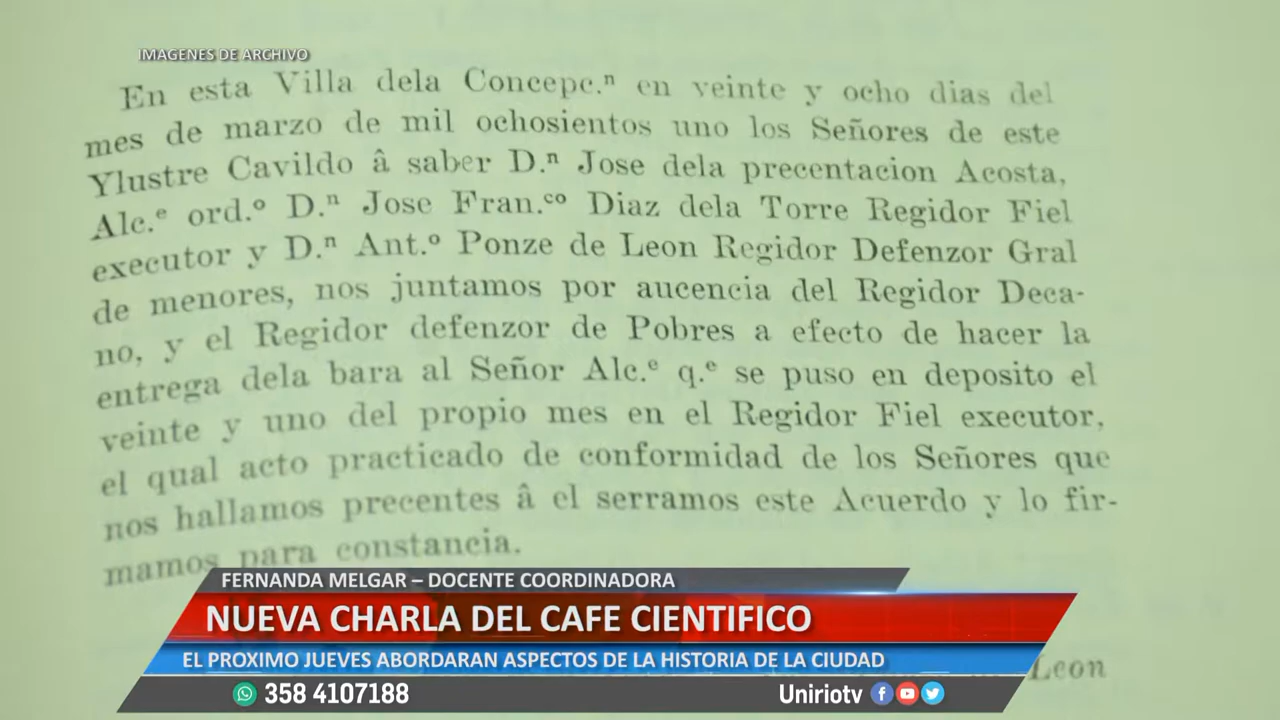 IMAGENES DE ARCHIVO
En esta Villa dela Concepc.ⁿ en veinte y ocho dias del
mes de marzo de mil ochosientos uno los Señores de este
Ylustre Cavildo â saber D.ⁿ Jose dela precentacion Acosta,
Alc.ᵉ ord.º D.ⁿ Jose Fran.ᶜᵒ Diaz dela Torre Regidor Fiel
executor y D.ⁿ Ant.º Ponze de Leon Regidor Defenzor Gral
de menores, nos juntamos por aucencia del Regidor Deca-
no, y el Regidor defenzor de Pobres a efecto de hacer la
entrega dela bara al Señor Alc.ᵉ q.ᵉ se puso en deposito el
veinte y uno del propio mes en el Regidor Fiel executor,
el qual acto practicado de conformidad de los Señores que
nos hallamos precentes â el serramos este Acuerdo y lo fir-
mamos para constancia.
FERNANDA MELGAR – DOCENTE COORDINADORA
NUEVA CHARLA DEL CAFE CIENTIFICO
EL PROXIMO JUEVES ABORDARAN ASPECTOS DE LA HISTORIA DE LA CIUDAD
Leon
358 4107188 Uniriotv